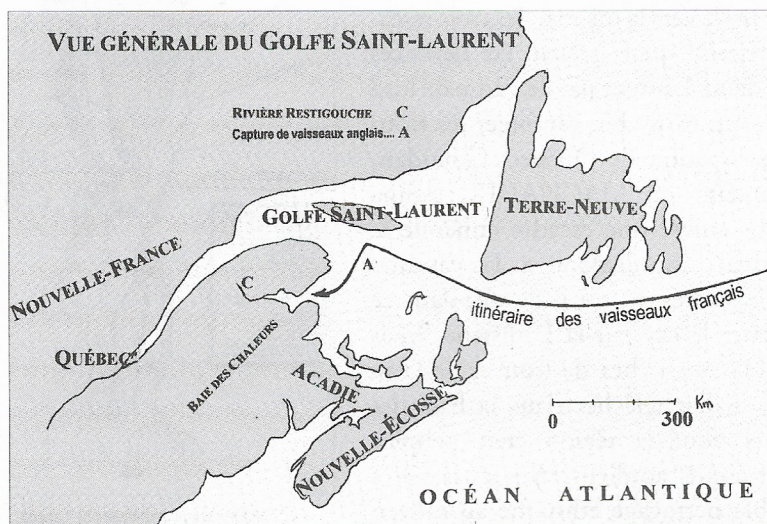 VUE GÉNÉRALE DU GOLFE SAINT-LAURENT
RIVIÈRE RESTIGOUCHE C
Capture de vaisseaux anglais.... A
GOLFE SAINT-LAURENT
TERRE-NEUVE
NOUVELLE-FRANCE
A
C
itinéraire des vaisseaux français
QUÉBEC
BAIE DES CHALEURS
ACADIE
NOUVELLE-ÉCOSSE
0 300 Km
OCÉAN ATLANTIQUE